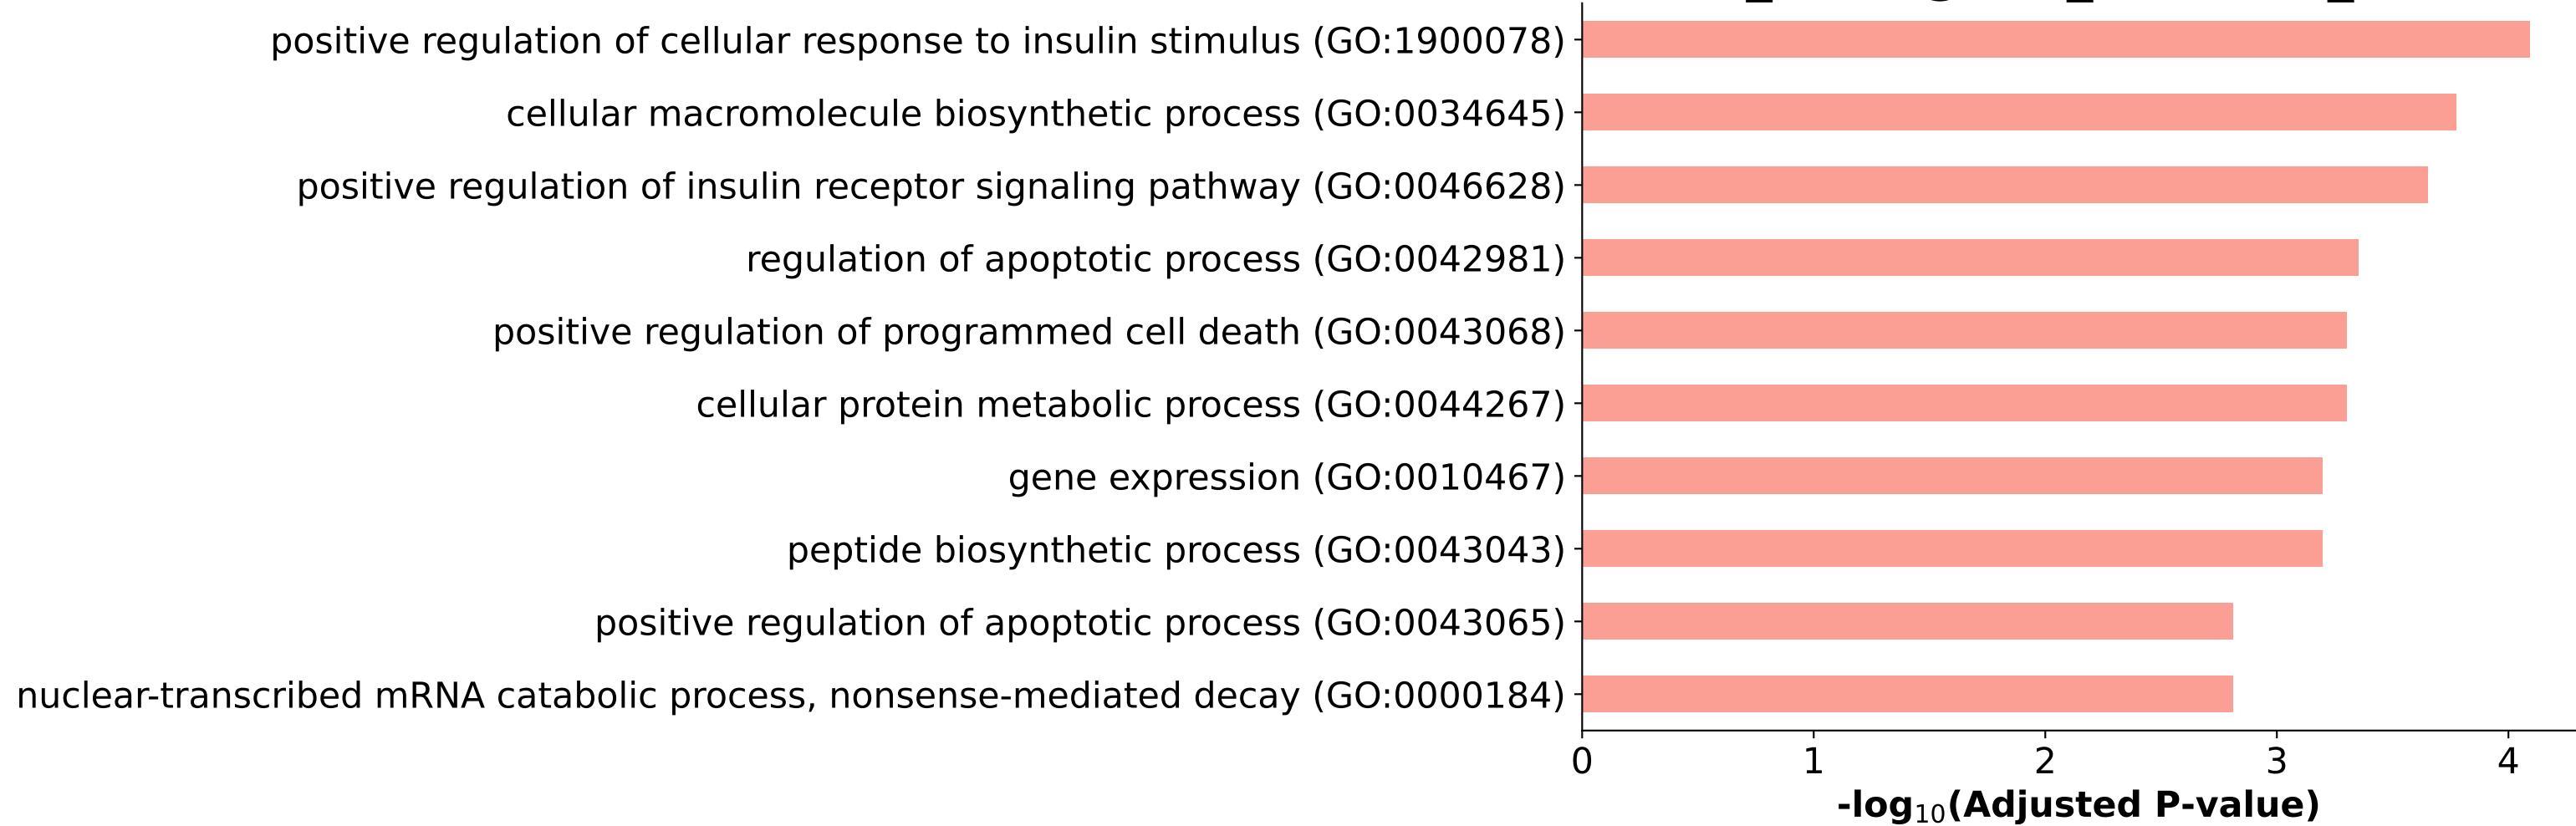 positive regulation of cellular response to insulin stimulus (GO:1900078)
cellular macromolecule biosynthetic process (GO:0034645)
positive regulation of insulin receptor signaling pathway (GO:0046628)
regulation of apoptotic process (GO:0042981)
positive regulation of programmed cell death (GO:0043068)
cellular protein metabolic process (GO:0044267)
gene expression (GO:0010467)
peptide biosynthetic process (GO:0043043)
positive regulation of apoptotic process (GO:0043065)
nuclear-transcribed mRNA catabolic process, nonsense-mediated decay (GO:0000184)
0 1 2 3 4
-log₁₀(Adjusted P-value)